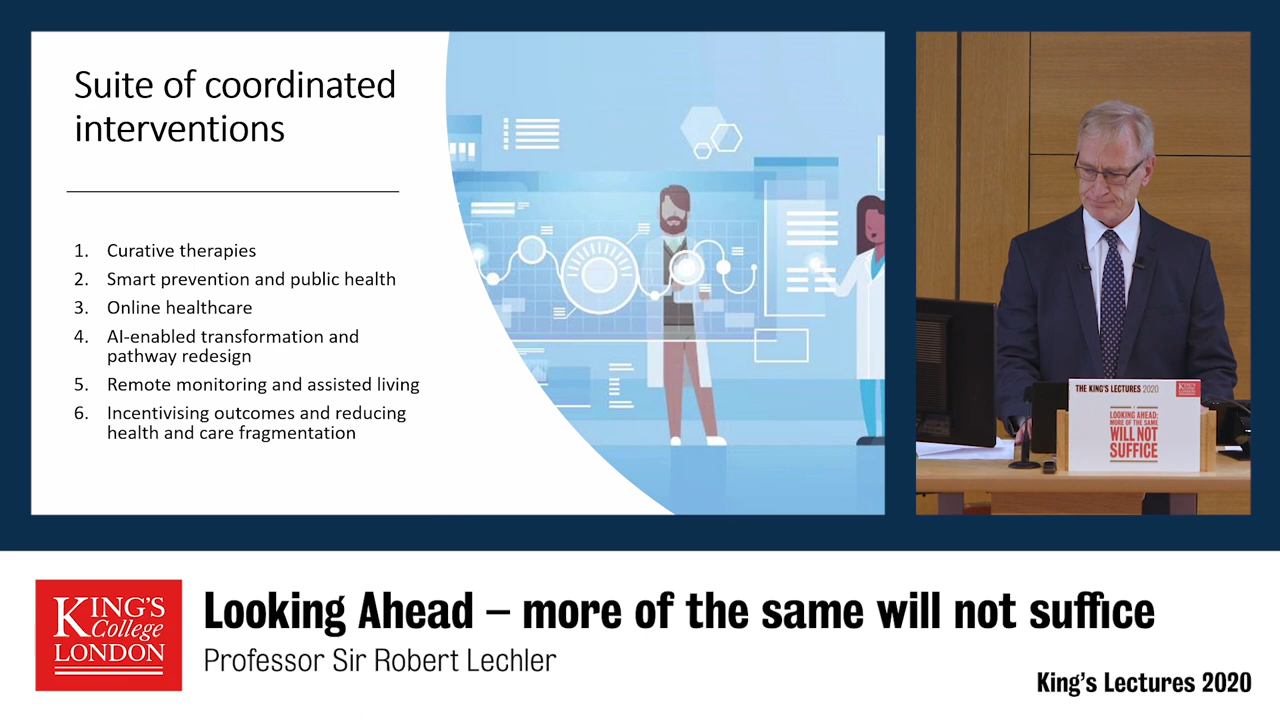 Suite of coordinated
interventions
1. Curative therapies
2. Smart prevention and public health
3. Online healthcare
4. AI-enabled transformation and
pathway redesign
5. Remote monitoring and assisted living
6. Incentivising outcomes and reducing
health and care fragmentation
THE KING'S LECTURES 2020
LOOKING AHEAD:
MORE OF THE SAME
WILL NOT
SUFFICE
KING'S
College
LONDON
Looking Ahead – more of the same will not suffice
Professor Sir Robert Lechler
King's Lectures 2020